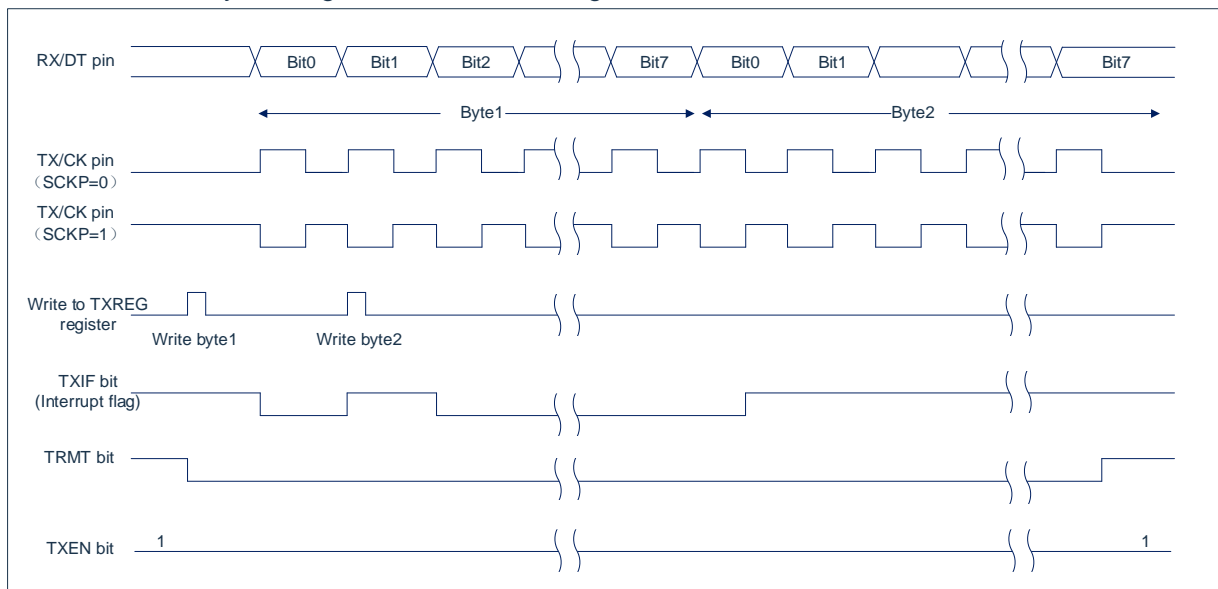 RX/DT pin
Bit0 Bit1 Bit2 Bit7 Bit0 Bit1 Bit7
Byte1 Byte2
TX/CK pin
（SCKP=0）
TX/CK pin
（SCKP=1）
Write to TXREG
register
Write byte1 Write byte2
TXIF bit
(Interrupt flag)
TRMT bit
TXEN bit 1 1